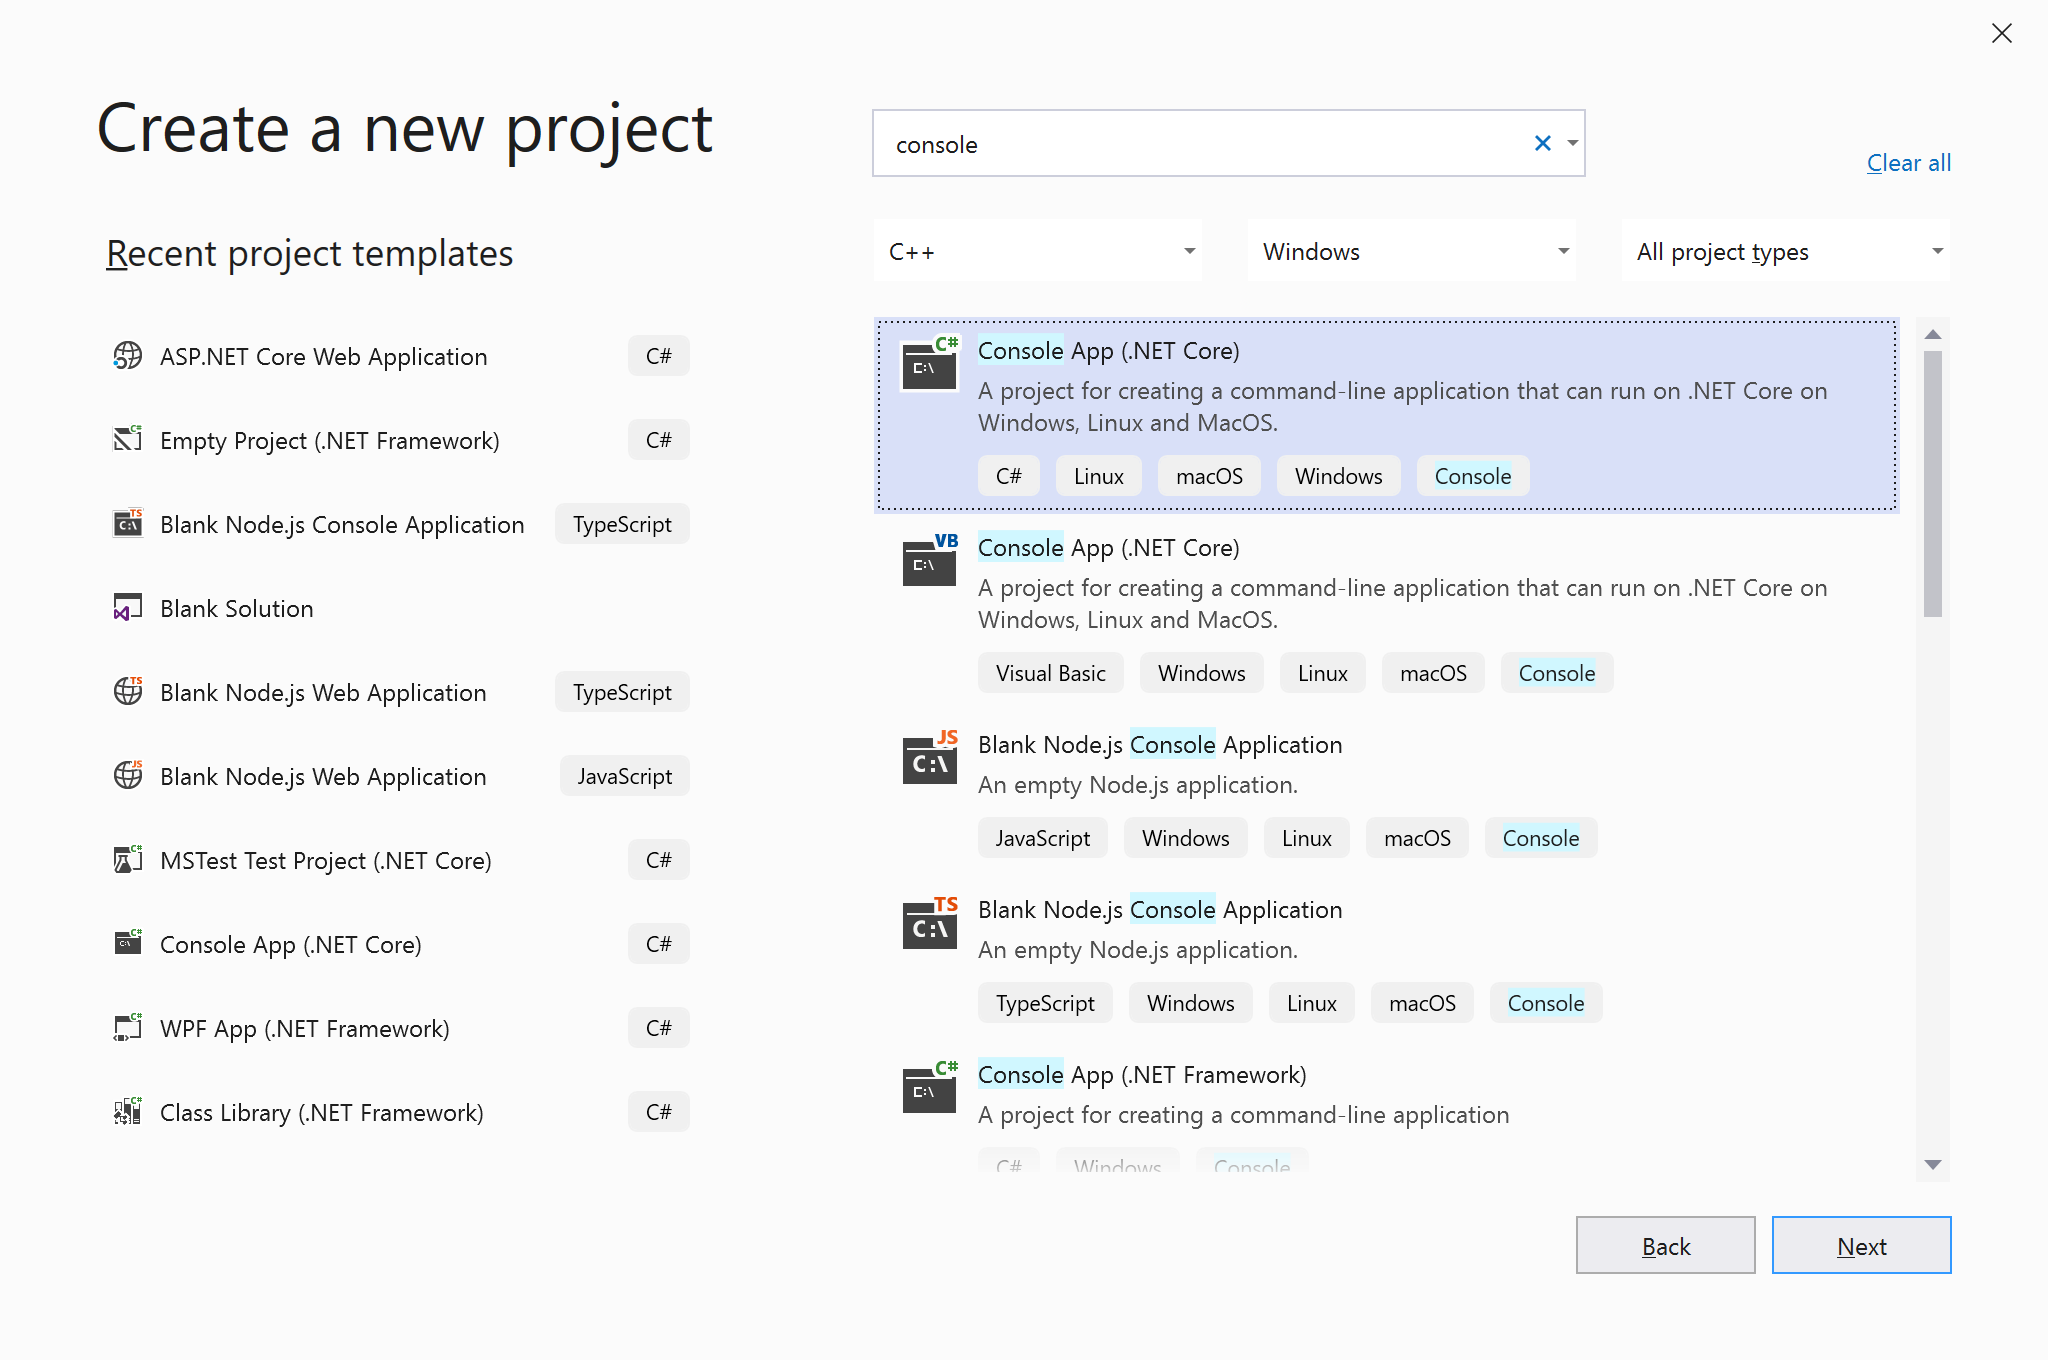 Create a new project
Recent project templates
ASP.NET Core Web Application C#
Empty Project (.NET Framework) C#
Blank Node.js Console Application TypeScript
Blank Solution
Blank Node.js Web Application TypeScript
Blank Node.js Web Application JavaScript
MSTest Test Project (.NET Core) C#
Console App (.NET Core) C#
WPF App (.NET Framework) C#
Class Library (.NET Framework) C#
console
Clear all
C++ Windows All project types
C#
C:\
Console App (.NET Core)
A project for creating a command-line application that can run on .NET Core on
Windows, Linux and MacOS.
C# Linux macOS Windows Console
VB
C:\
Console App (.NET Core)
A project for creating a command-line application that can run on .NET Core on
Windows, Linux and MacOS.
Visual Basic Windows Linux macOS Console
JS
C:\
Blank Node.js Console Application
An empty Node.js application.
JavaScript Windows Linux macOS Console
TS
C:\
Blank Node.js Console Application
An empty Node.js application.
TypeScript Windows Linux macOS Console
C#
C:\
Console App (.NET Framework)
A project for creating a command-line application
C# Windows Console
Back Next